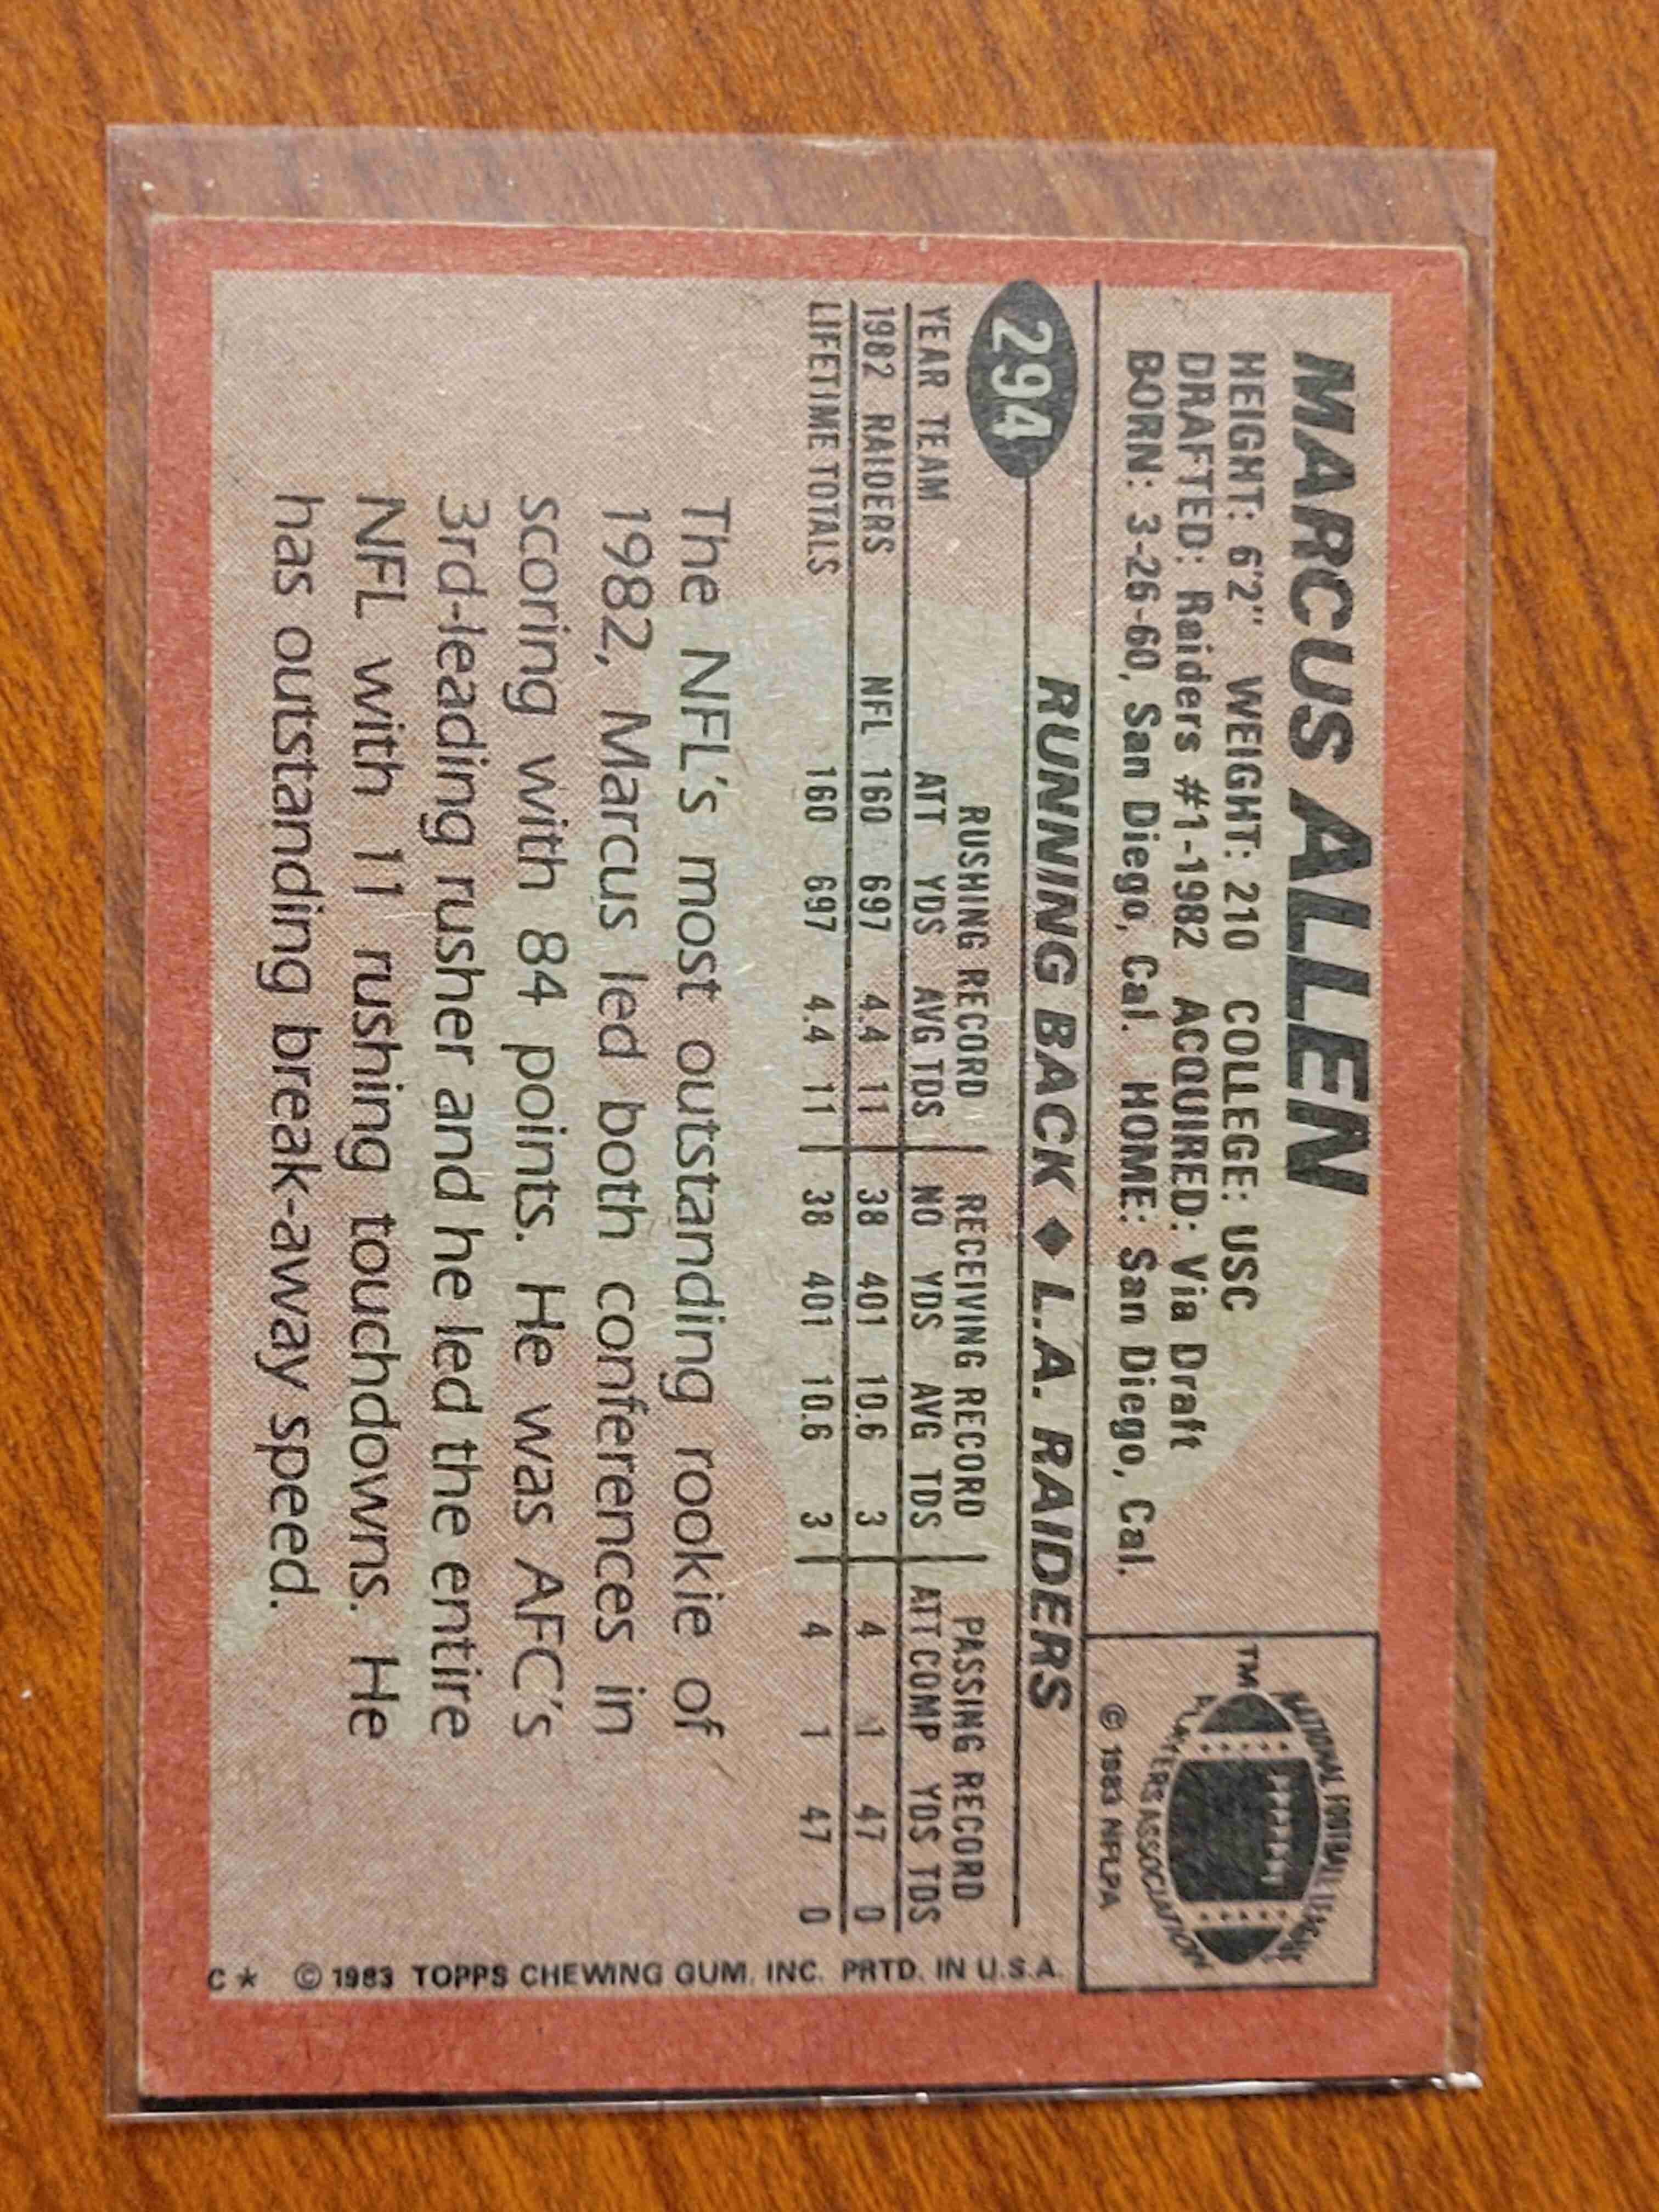 MARCUS ALLEN
HEIGHT: 6'2" WEIGHT: 210 COLLEGE: USC
DRAFTED: Raiders #1-1982 ACQUIRED: Via Draft
BORN: 3-26-60, San Diego, Cal. HOME: San Diego, Cal.
NATIONAL FOOTBALL LEAGUE
PLAYERS ASSOCIATION
TM
© 1983 NFLPA
294
RUNNING BACK ◆ L.A. RAIDERS
RUSHING RECORD RECEIVING RECORD PASSING RECORD
YEAR TEAM ATT YDS AVG TDS NO YDS AVG TDS ATT COMP YDS TDS
1982 RAIDERS NFL 160 697 4.4 11 38 401 10.6 3 4 1 47 0
LIFETIME TOTALS 160 697 4.4 11 38 401 10.6 3 4 1 47 0
The NFL's most outstanding rookie of
1982, Marcus led both conferences in
scoring with 84 points. He was AFC's
3rd-leading rusher and he led the entire
NFL with 11 rushing touchdowns. He
has outstanding break-away speed.
C* © 1983 TOPPS CHEWING GUM, INC. PRTD. IN U.S.A.